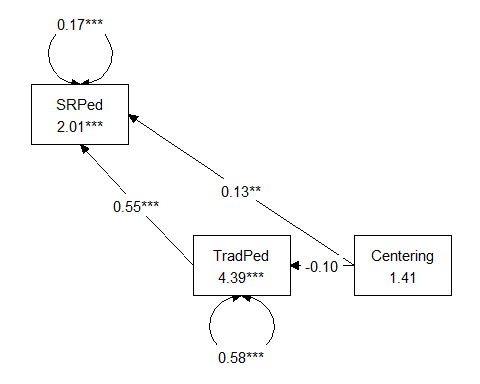 0.17***
SRPed
2.01***
0.13**
0.55***
TradPed
4.39***
-0.10
Centering
1.41
0.58***